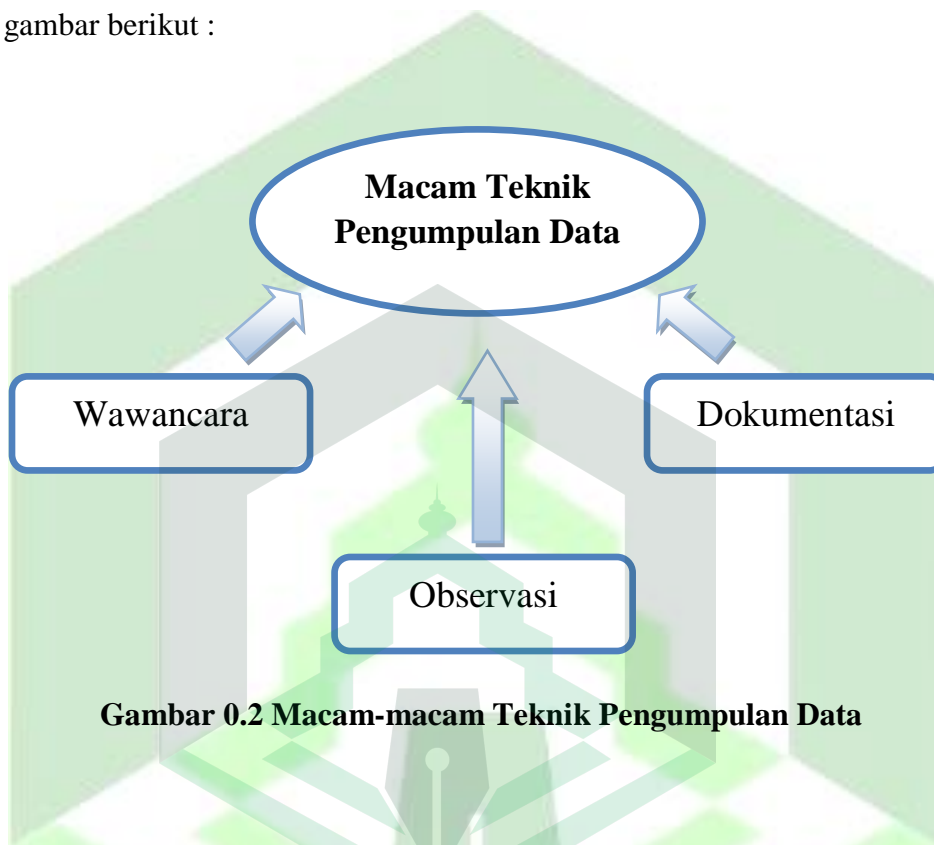 gambar berikut :
Macam Teknik
Pengumpulan Data
Wawancara
Dokumentasi
Observasi
Gambar 0.2 Macam-macam Teknik Pengumpulan Data